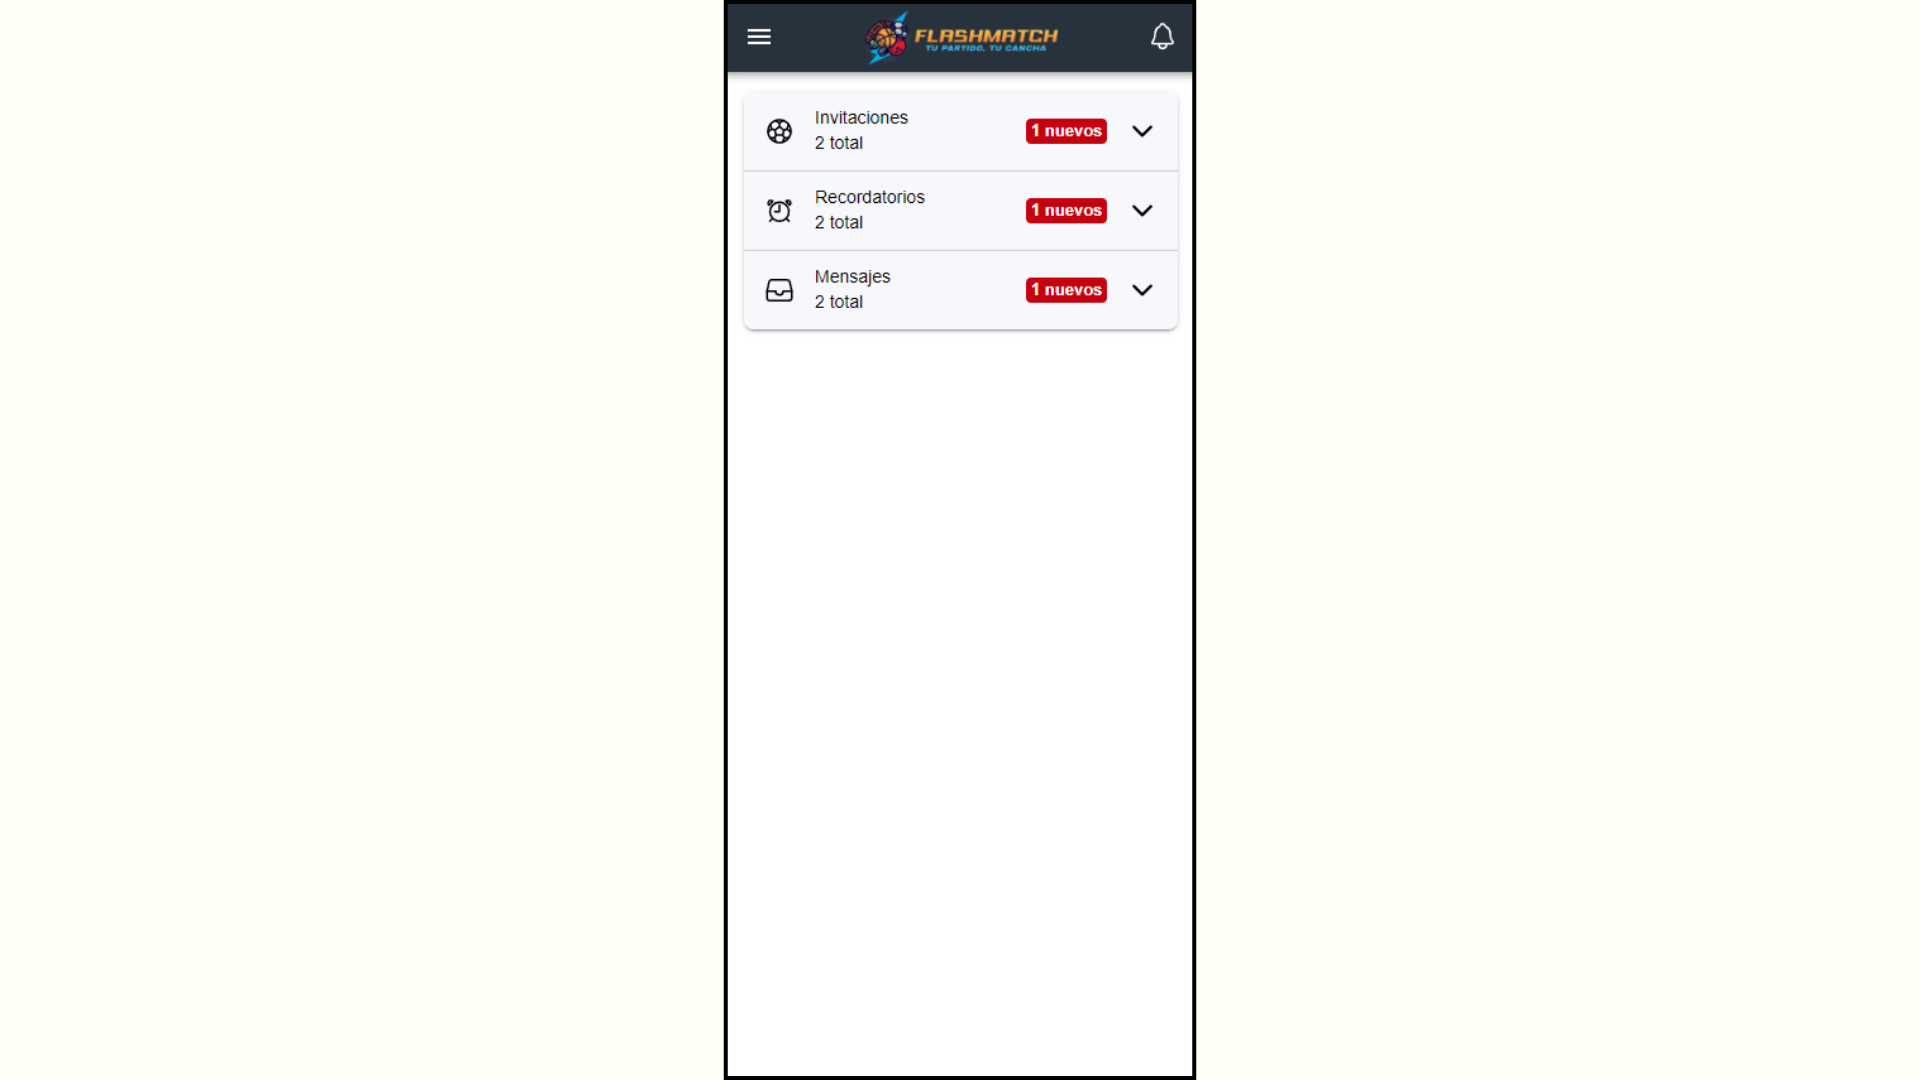 FLASHMATCH
TU PARTIDO, TU CANCHA
Invitaciones
2 total
1 nuevos
Recordatorios
2 total
1 nuevos
Mensajes
2 total
1 nuevos